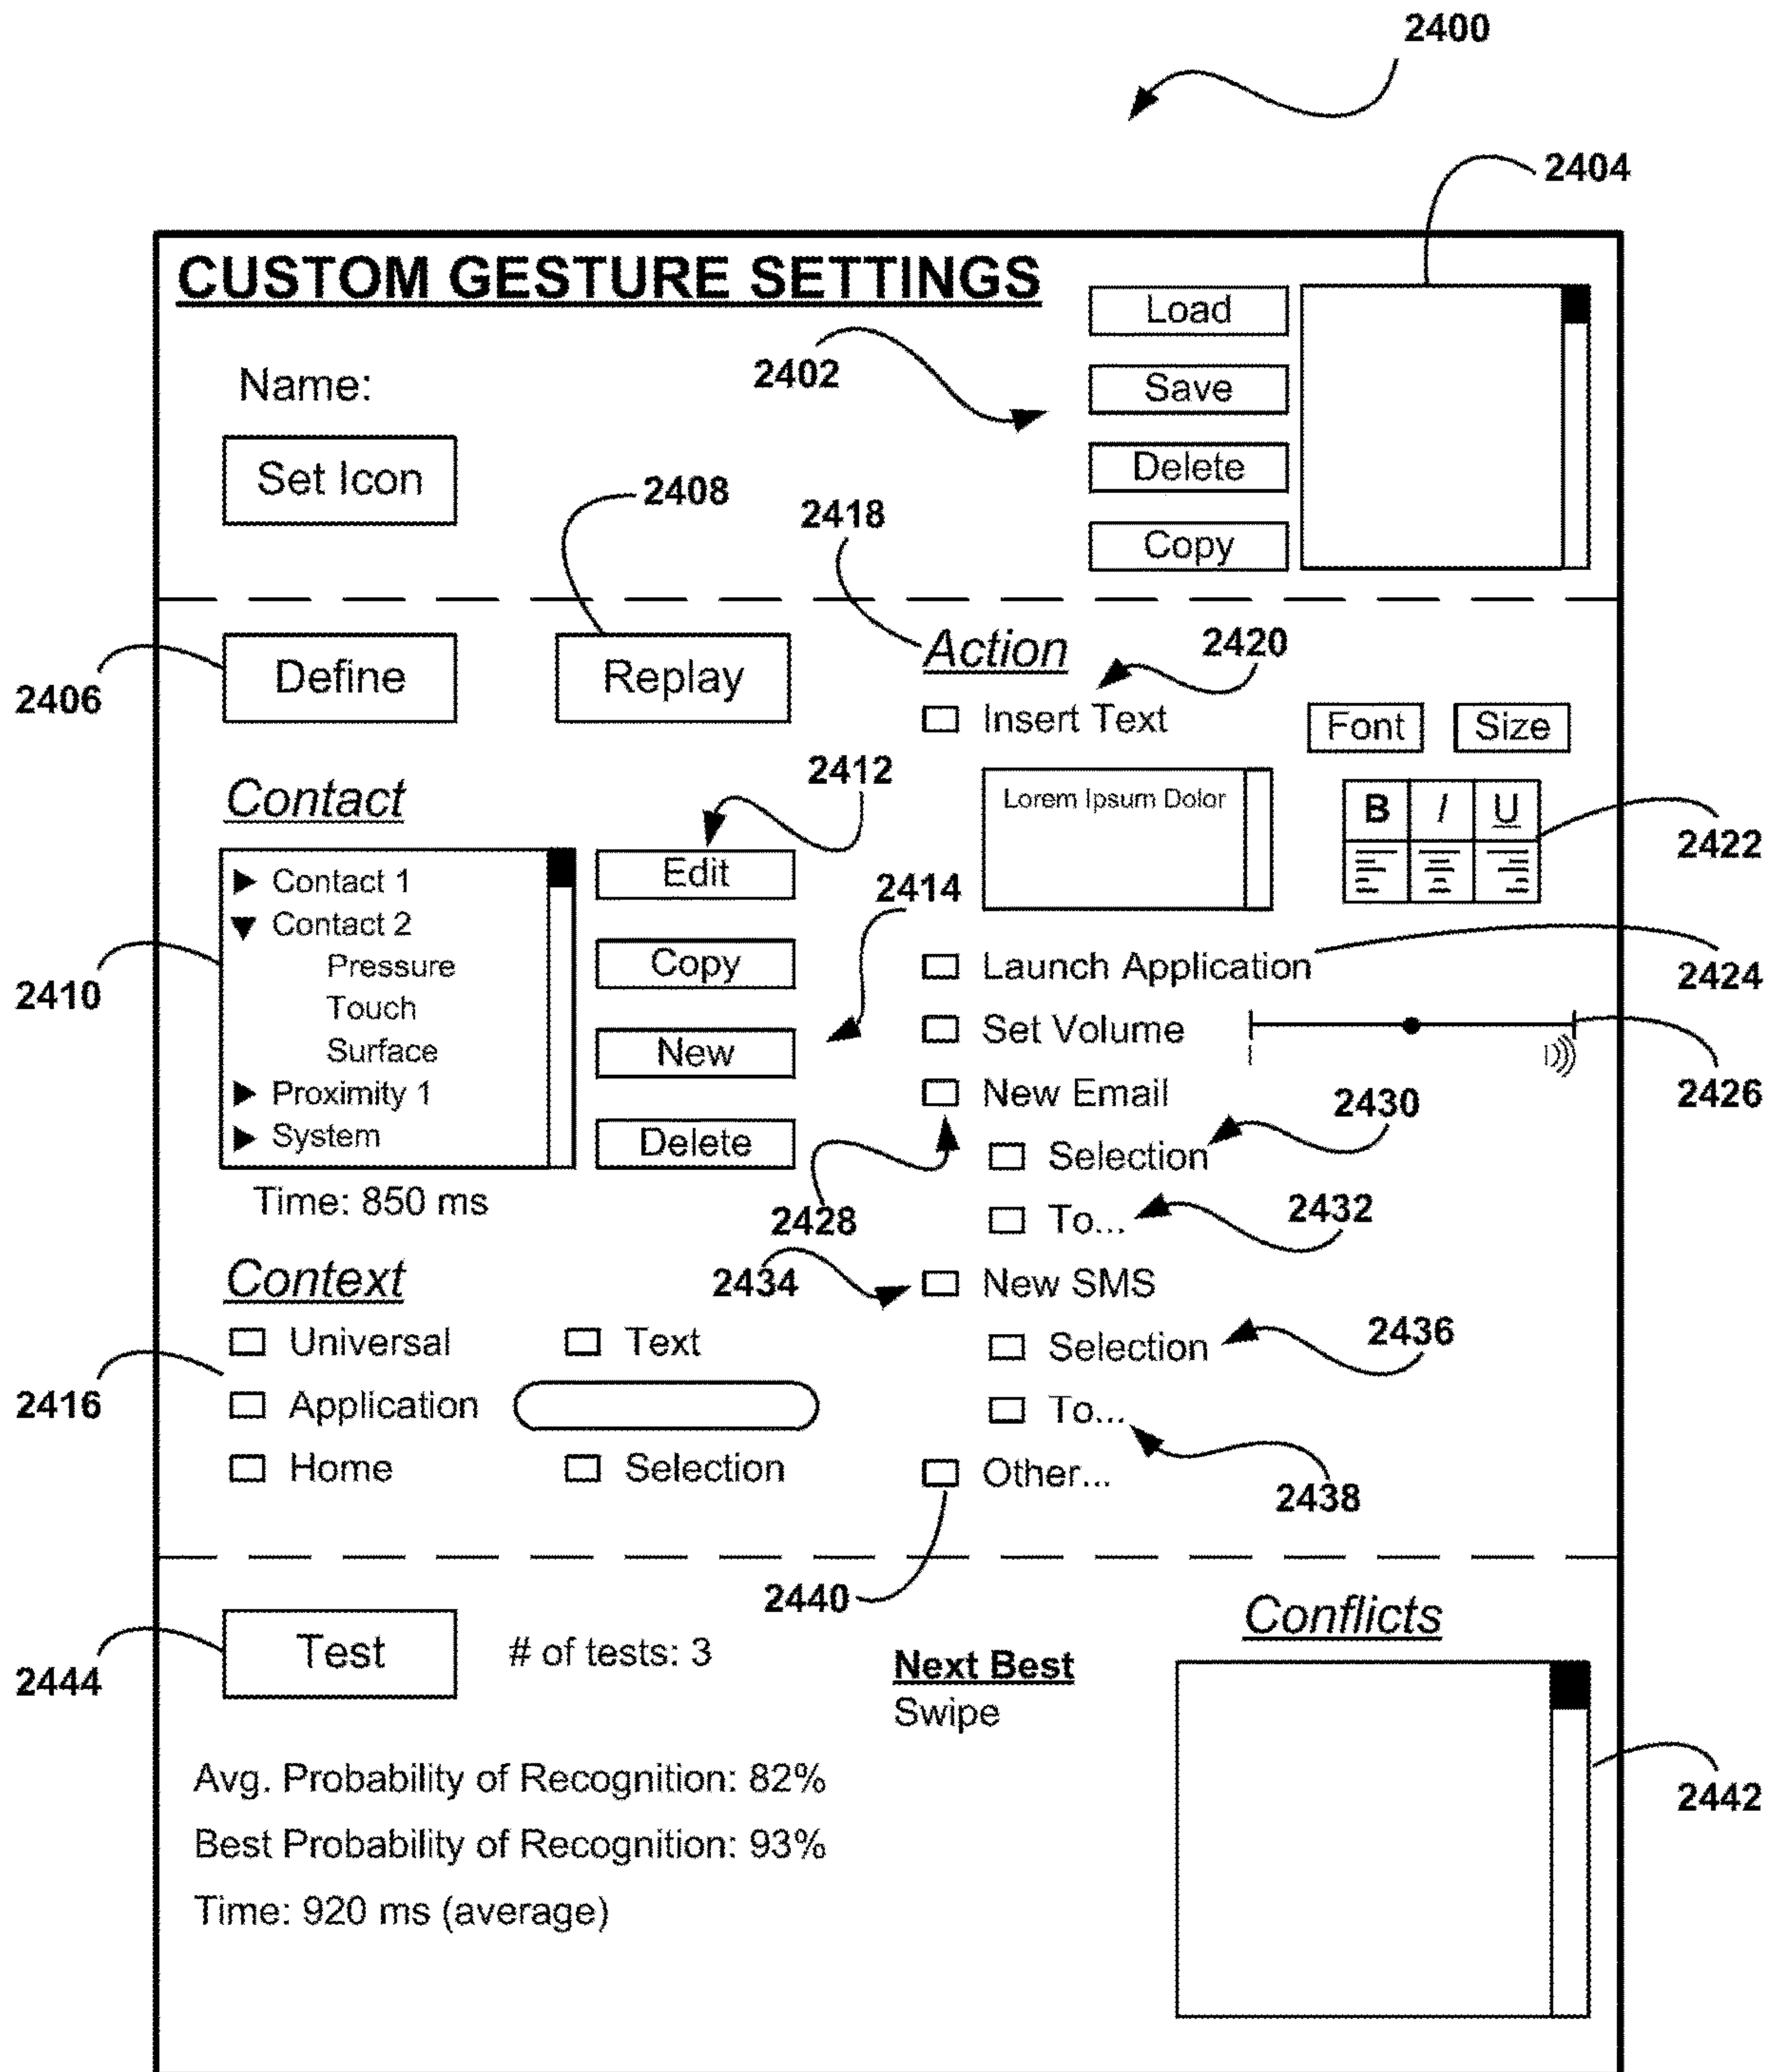 2400
2404
CUSTOM GESTURE SETTINGS
Load
2402
Name:
Save
Set Icon
Delete
2408
2418
Copy
2406
Define
Replay
Action
2420
Insert Text
Font
Size
Contact
2412
Lorem Ipsum Dolor
B
I
U
2422
Contact 1
Edit
2414
Contact 2
Pressure
Copy
Launch Application
2424
2410
Touch
Surface
New
Set Volume
2426
Proximity 1
New Email
2430
System
Delete
Selection
Time: 850 ms
2428
To...
2432
Context
2434
New SMS
Universal
Text
Selection
2436
2416
Application
To...
Home
Selection
Other...
2438
2440
Conflicts
2444
Test
# of tests: 3
Next Best
Swipe
2442
Avg. Probability of Recognition: 82%
Best Probability of Recognition: 93%
Time: 920 ms (average)